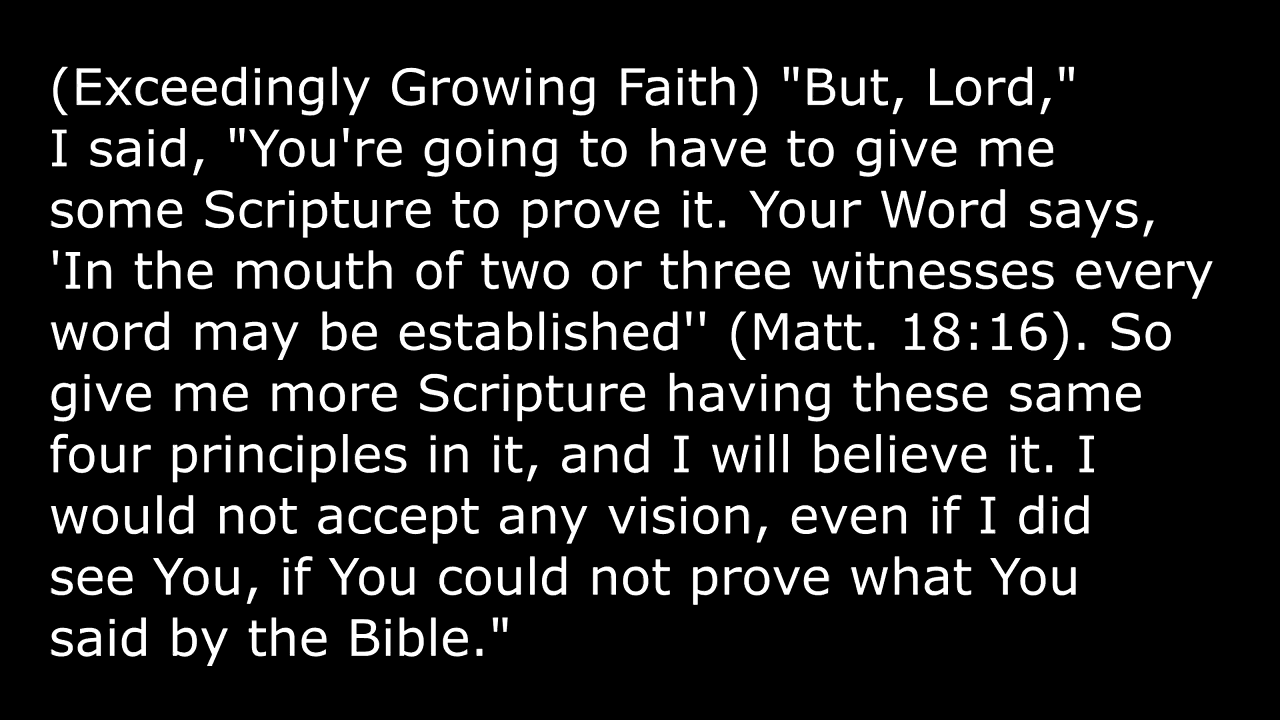 (Exceedingly Growing Faith) "But, Lord,"
I said, "You're going to have to give me
some Scripture to prove it. Your Word says,
'In the mouth of two or three witnesses every
word may be established'' (Matt. 18:16). So
give me more Scripture having these same
four principles in it, and I will believe it. I
would not accept any vision, even if I did
see You, if You could not prove what You
said by the Bible."